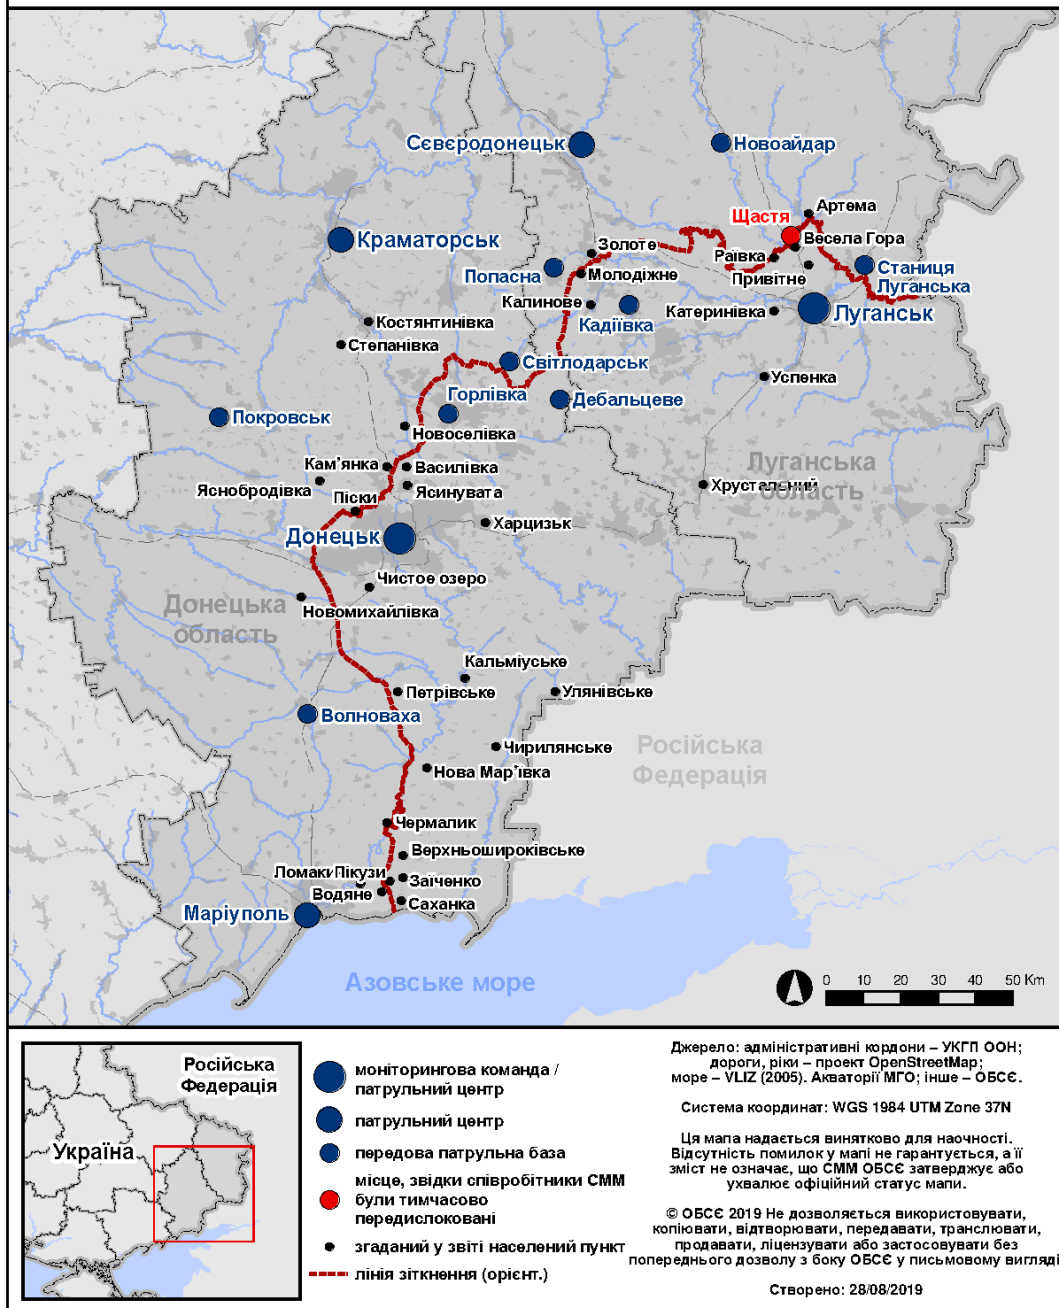 Сєвєродонецьк
Новоайдар
Артема
Щастя
Весела Гора
Краматорськ
Золоте
Раївка
Станиця
Луганська
Попасна
Молодіжне
Привітне
Калинове
Кадіївка
Катеринівка
Луганськ
Костянтинівка
Степанівка
Світлодарськ
Успенка
Горлівка
Дебальцеве
Покровськ
Новоселівка
Кам'янка
Василівка
Луганська
область
Яснобродівка
Ясинувата
Хрустальний
Піски
Харцизьк
Донецьк
Чистое озеро
Донецька
область
Новомихайлівка
Кальміуське
Петрівське
Улянівське
Волноваха
Чирилянське
Російська
Федерація
Нова Мар'ївка
Чермалик
Верхньошироківське
Ломаки
Пікузи
Заїченко
Водяне
Саханка
Маріуполь
Азовське море
0 10 20 30 40 50 Km
Російська
Федерація
Україна
моніторингова команда /
патрульний центр
патрульний центр
передова патрульна база
місце, звідки співробітники СММ
були тимчасово
передислоковані
згаданий у звіті населений пункт
лінія зіткнення (орієнт.)
Джерело: адміністративні кордони – УКГП ООН;
дороги, ріки – проект OpenStreetMap;
море – VLIZ (2005). Акваторії МГО; інше – ОБСЄ.
Система координат: WGS 1984 UTM Zone 37N
Ця мапа надається винятково для наочності.
Відсутність помилок у мапі не гарантується, а її
зміст не означає, що СММ ОБСЄ затверджує або
ухвалює офіційний статус мапи.
© ОБСЄ 2019 Не дозволяється використовувати,
копіювати, відтворювати, передавати, транслювати,
продавати, ліцензувати або застосовувати без
попереднього дозволу з боку ОБСЄ у письмовому вигляді
Створено: 28/08/2019